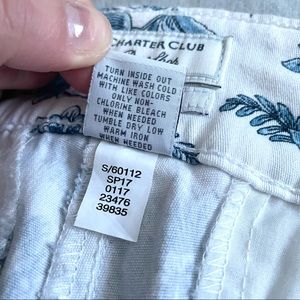 CHARTER CLUB
TURN INSIDE OUT
MACHINE WASH COLD
WITH LIKE COLORS
ONLY NON-
CHLORINE BLEACH
WHEN NEEDED
TUMBLE DRY LOW
WARM IRON
WHEN NEEDED
S/60112
SP17
0117
23476
39835